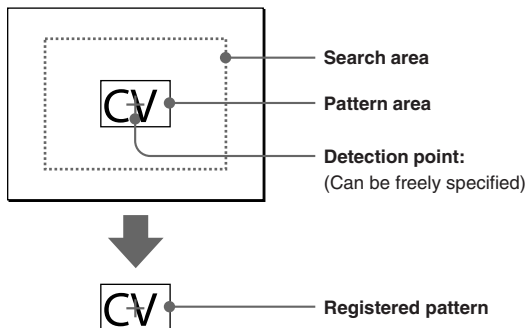 Search area
CV
Pattern area
Detection point:
(Can be freely specified)
CV
Registered pattern